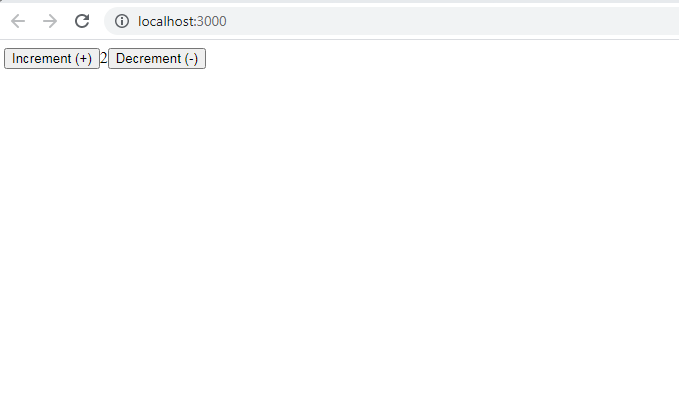 localhost:3000
Increment (+) 2 Decrement (-)